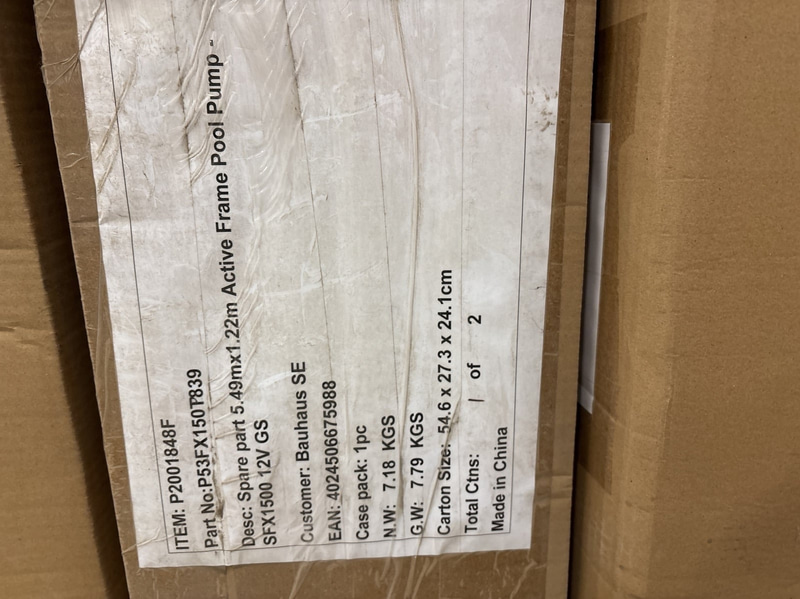 ITEM: P2001848F
Part No:P53FX150TP839
Desc: Spare part 5.49mx1.22m Active Frame Pool Pump -
SFX1500 12V GS
Customer: Bauhaus SE
EAN: 4024506675988
Case pack: 1pc
N.W: 7.18 KGS
G.W: 7.79 KGS
Carton Size: 54.6 x 27.3 x 24.1cm
Total Ctns: 1 of 2
Made in China